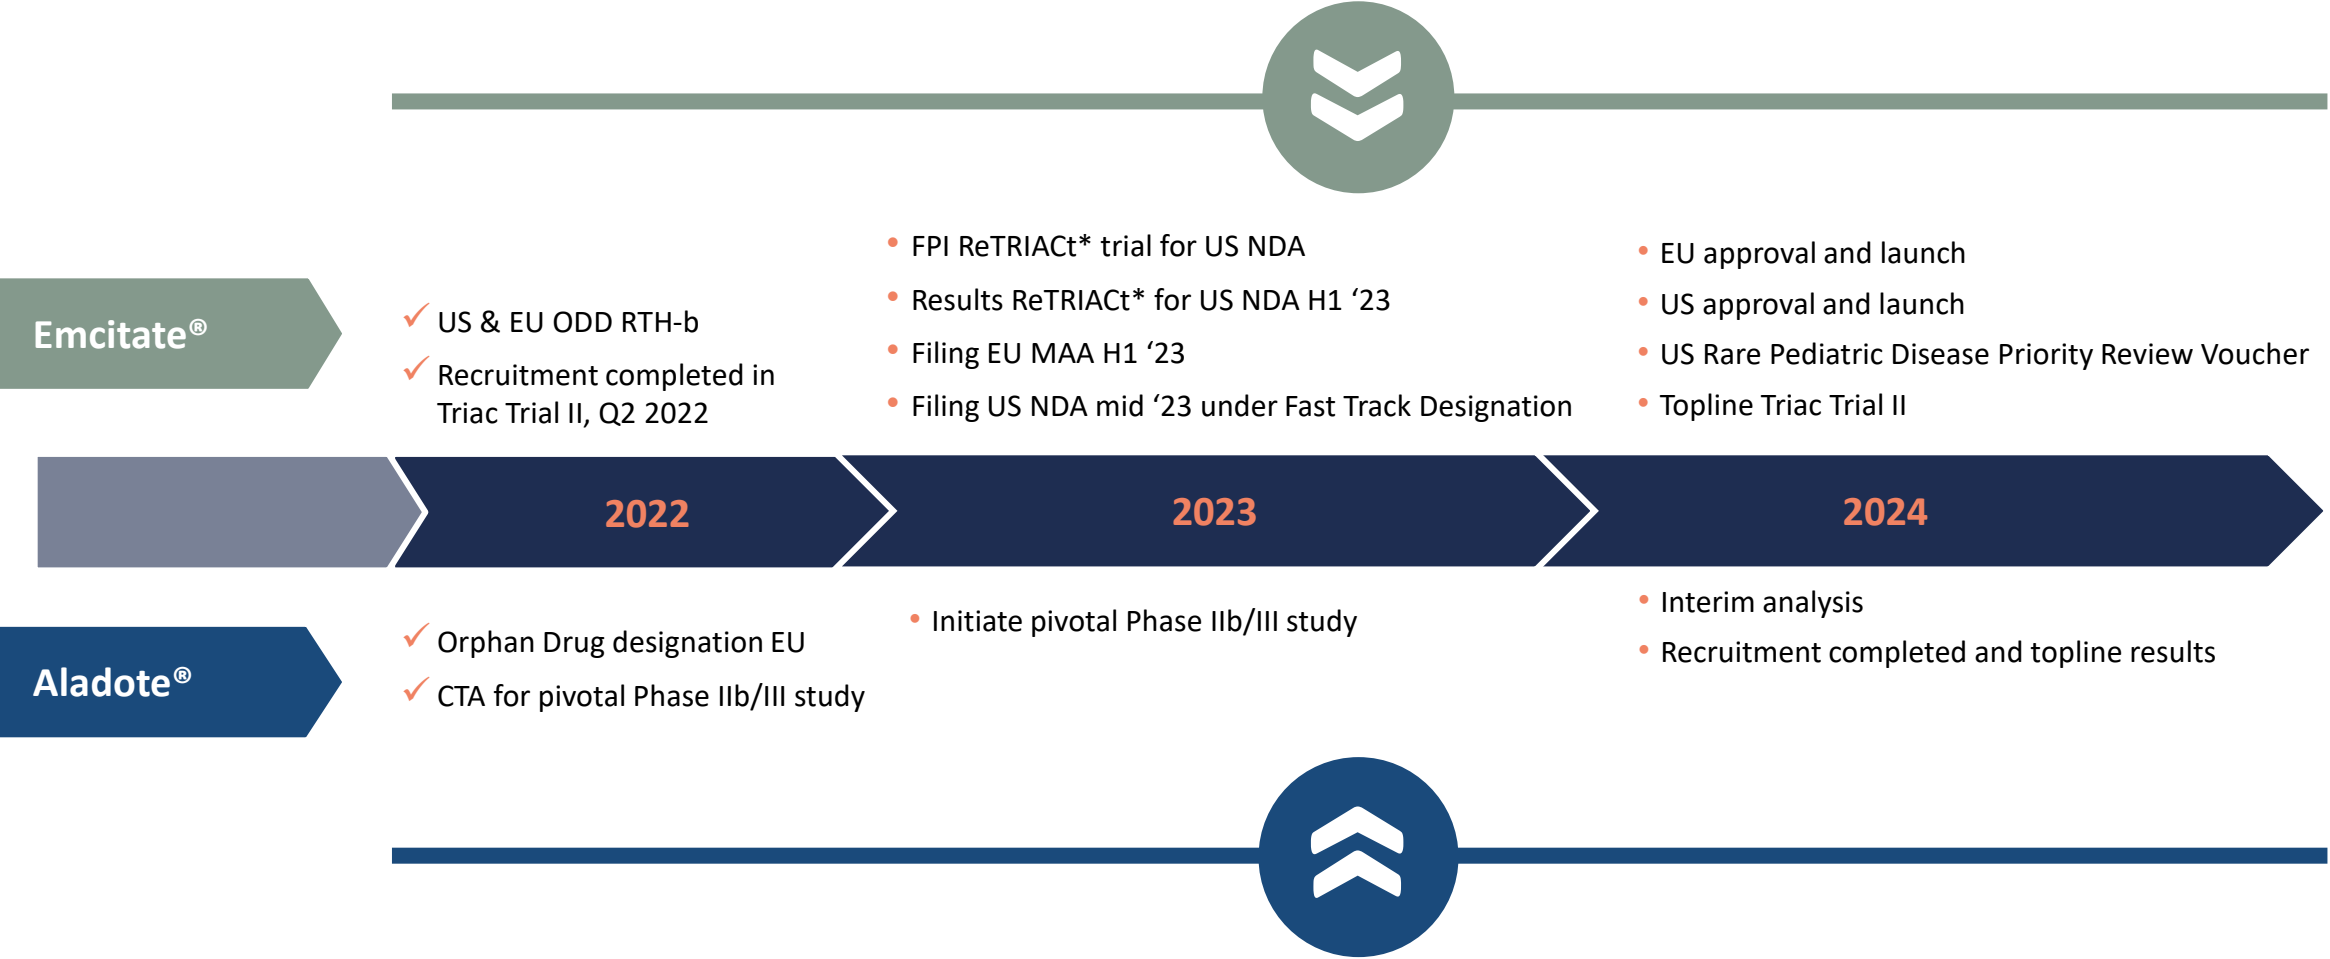 Emcitate®
✓ US & EU ODD RTH-b
✓ Recruitment completed in
Triac Trial II, Q2 2022
• FPI ReTRIACt* trial for US NDA
• Results ReTRIACt* for US NDA H1 ‘23
• Filing EU MAA H1 ‘23
• Filing US NDA mid ‘23 under Fast Track Designation
• EU approval and launch
• US approval and launch
• US Rare Pediatric Disease Priority Review Voucher
• Topline Triac Trial II
2022
2023
2024
Aladote®
✓ Orphan Drug designation EU
✓ CTA for pivotal Phase IIb/III study
• Initiate pivotal Phase IIb/III study
• Interim analysis
• Recruitment completed and topline results